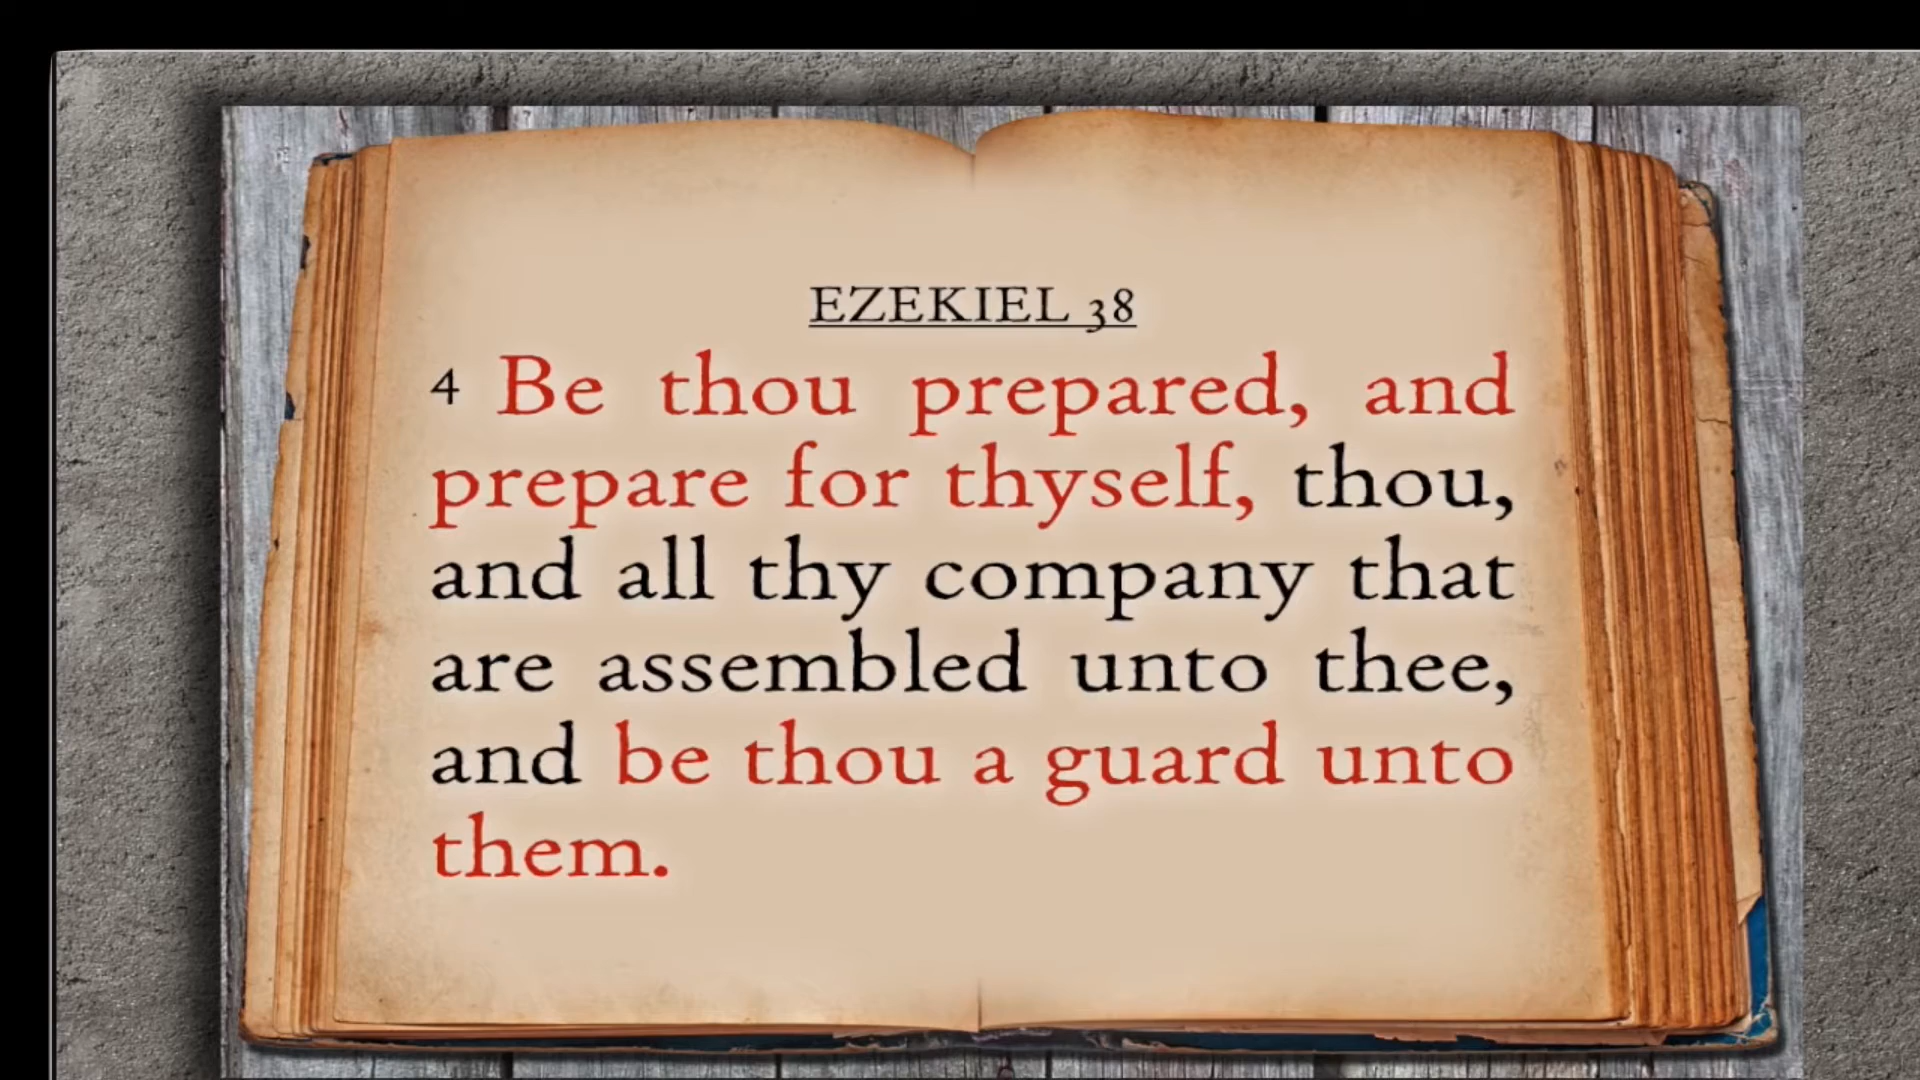 EZEKIEL 38
4 Be thou prepared, and
prepare for thyself, thou,
and all thy company that
are assembled unto thee,
and be thou a guard unto
them.